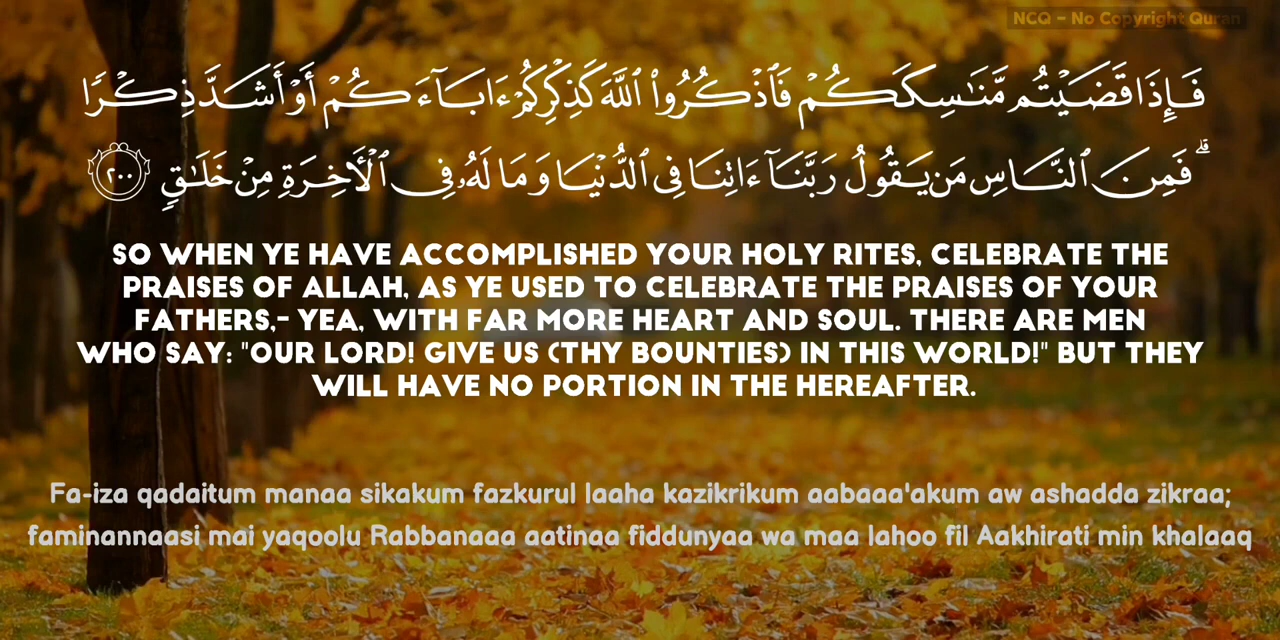 NCQ - No Copyright Quran
فَإِذَا قَضَيْتُم مَّنَـٰسِكَكُمْ فَٱذْكُرُوا۟ ٱللَّهَ كَذِكْرِكُمْ ءَابَآءَكُمْ أَوْ أَشَدَّ ذِكْرًا
ۗ فَمِنَ ٱلنَّاسِ مَن يَقُولُ رَبَّنَآ ءَاتِنَا فِى ٱلدُّنْيَا وَمَا لَهُۥ فِى ٱلْأَخِرَةِ مِنْ خَلَـٰقٍ ٢٠٠
SO WHEN YE HAVE ACCOMPLISHED YOUR HOLY RITES, CELEBRATE THE
PRAISES OF ALLAH, AS YE USED TO CELEBRATE THE PRAISES OF YOUR
FATHERS,- YEA, WITH FAR MORE HEART AND SOUL. THERE ARE MEN
WHO SAY: "OUR LORD! GIVE US (THY BOUNTIES) IN THIS WORLD!" BUT THEY
WILL HAVE NO PORTION IN THE HEREAFTER.
Fa-iza qadaitum manaa sikakum fazkurul laaha kazikrikum aabaaa'akum aw ashadda zikraa;
faminannaasi mai yaqoolu Rabbanaaa aatinaa fiddunyaa wa maa lahoo fil Aakhirati min khalaaq